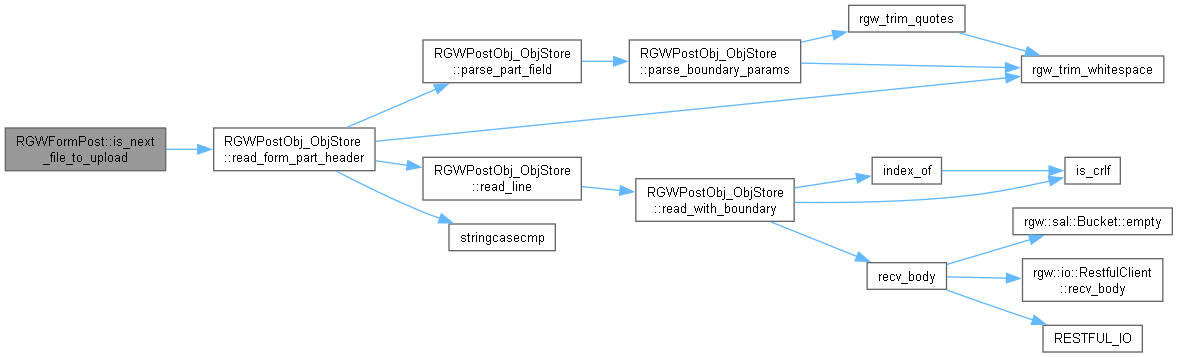 RGWFormPost::is_next
_file_to_upload
RGWPostObj_ObjStore
::read_form_part_header
RGWPostObj_ObjStore
::parse_part_field
RGWPostObj_ObjStore
::parse_boundary_params
rgw_trim_quotes
rgw_trim_whitespace
RGWPostObj_ObjStore
::read_line
RGWPostObj_ObjStore
::read_with_boundary
index_of
is_crlf
recv_body
rgw::sal::Bucket::empty
rgw::io::RestfulClient
::recv_body
RESTFUL_IO
stringcasecmp